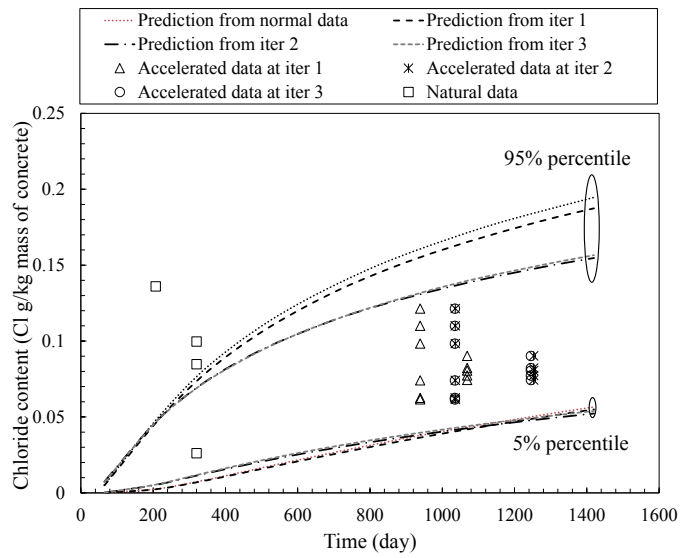 Prediction from normal data
Prediction from iter 1
Prediction from iter 2
Prediction from iter 3
Accelerated data at iter 1
Accelerated data at iter 2
Accelerated data at iter 3
Natural data
Chloride content (Cl g/kg mass of concrete)
0.25
0.2
0.15
0.1
0.05
0
95% percentile
5% percentile
0 200 400 600 800 1000 1200 1400 1600
Time (day)